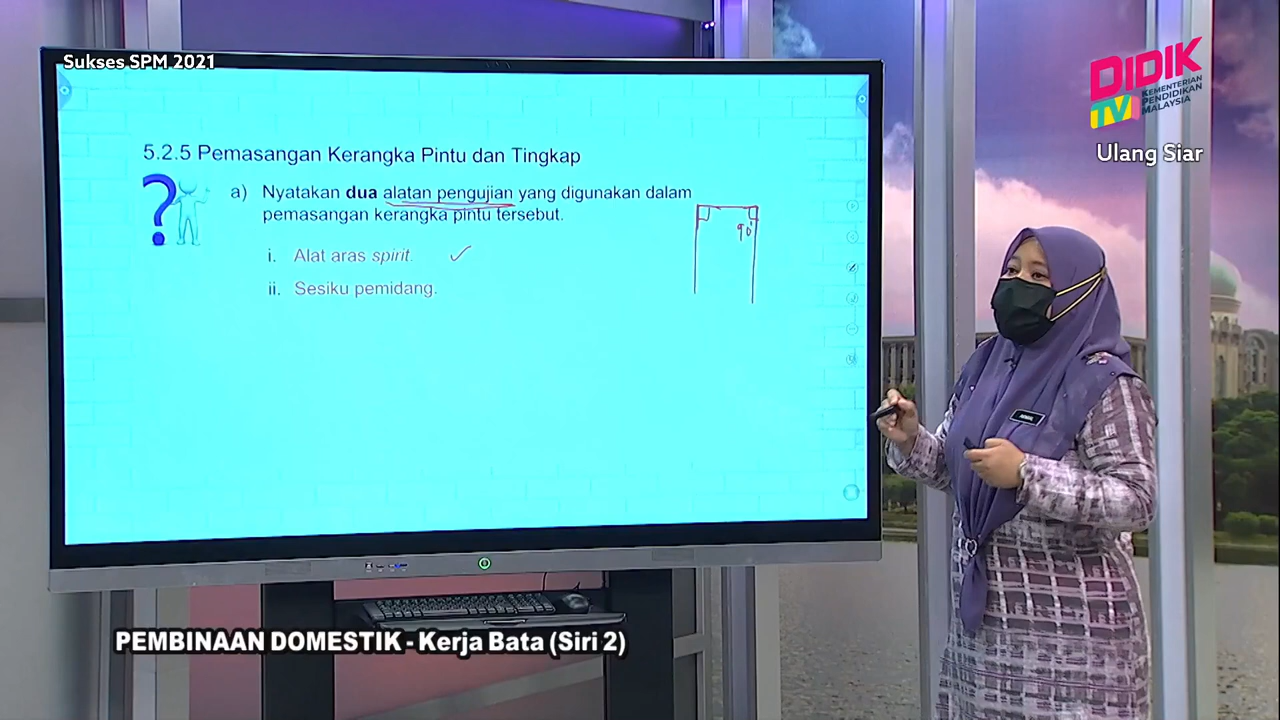 Sukses SPM 2021
DIDIK
TV
KEMENTERIAN
PENDIDIKAN
MALAYSIA
Ulang Siar
5.2.5 Pemasangan Kerangka Pintu dan Tingkap
?
a) Nyatakan dua alatan pengujian yang digunakan dalam
pemasangan kerangka pintu tersebut.
i. Alat aras spirit. ✓
ii. Sesiku pemidang.
90°
PEMBINAAN DOMESTIK - Kerja Bata (Siri 2)